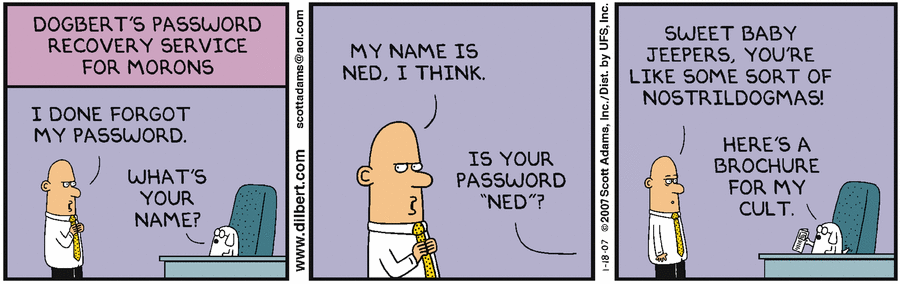 DOGBERT'S PASSWORD
RECOVERY SERVICE
FOR MORONS
I DONE FORGOT
MY PASSWORD.
WHAT'S
YOUR
NAME?
www.dilbert.com
scottadams@aol.com
MY NAME IS
NED, I THINK.
IS YOUR
PASSWORD
"NED"?
1-18-07 ©2007 Scott Adams, Inc./Dist. by UFS, Inc.
SWEET BABY
JEEPERS, YOU'RE
LIKE SOME SORT OF
NOSTRILDOGMAS!
HERE'S A
BROCHURE
FOR MY
CULT.